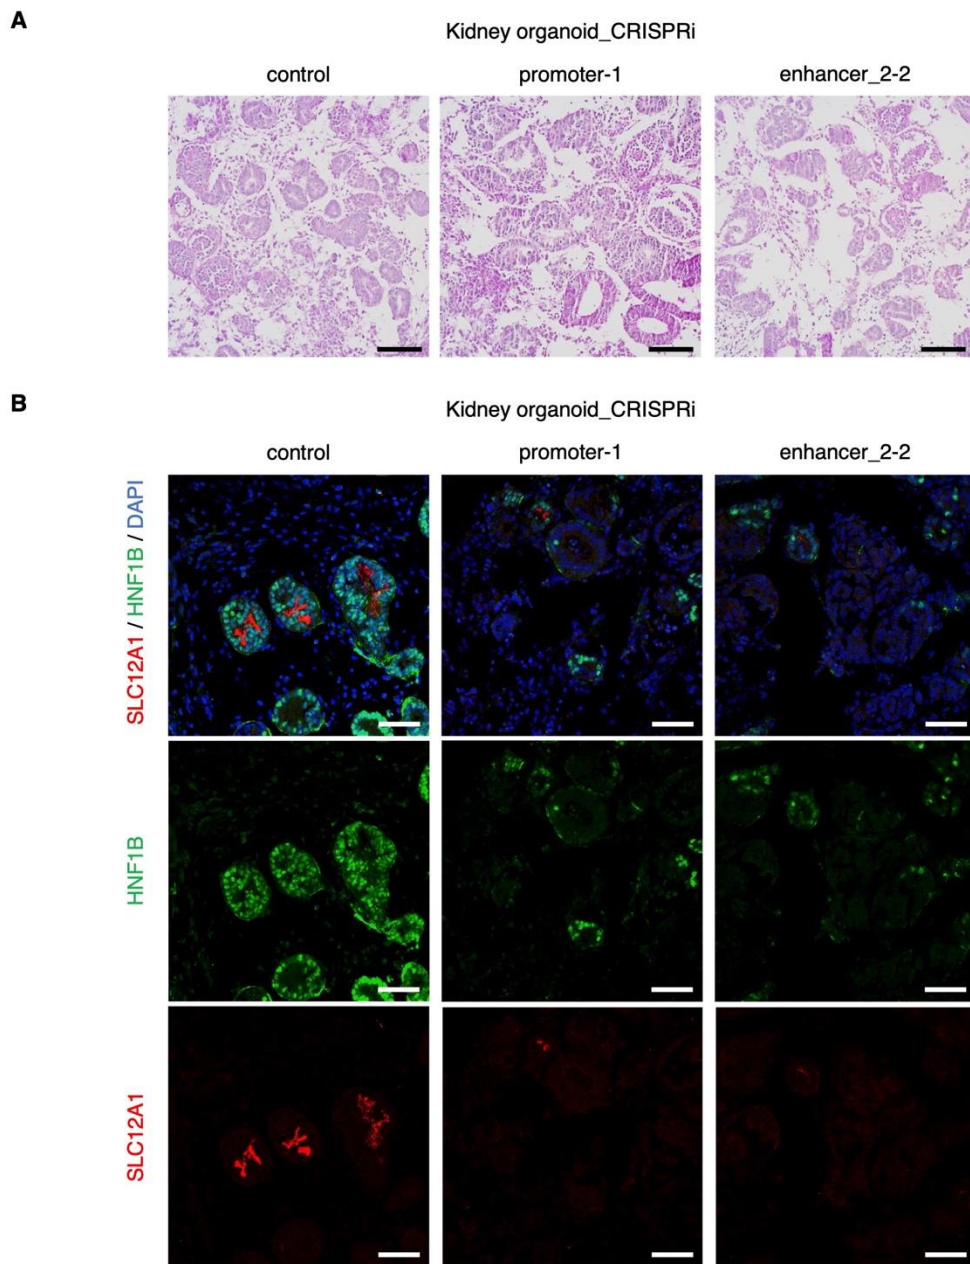 A
Kidney organoid_CRISPRi
control
promoter-1
enhancer_2-2
B
Kidney organoid_CRISPRi
control
promoter-1
enhancer_2-2
SLC12A1 / HNF1B / DAPI
HNF1B
SLC12A1